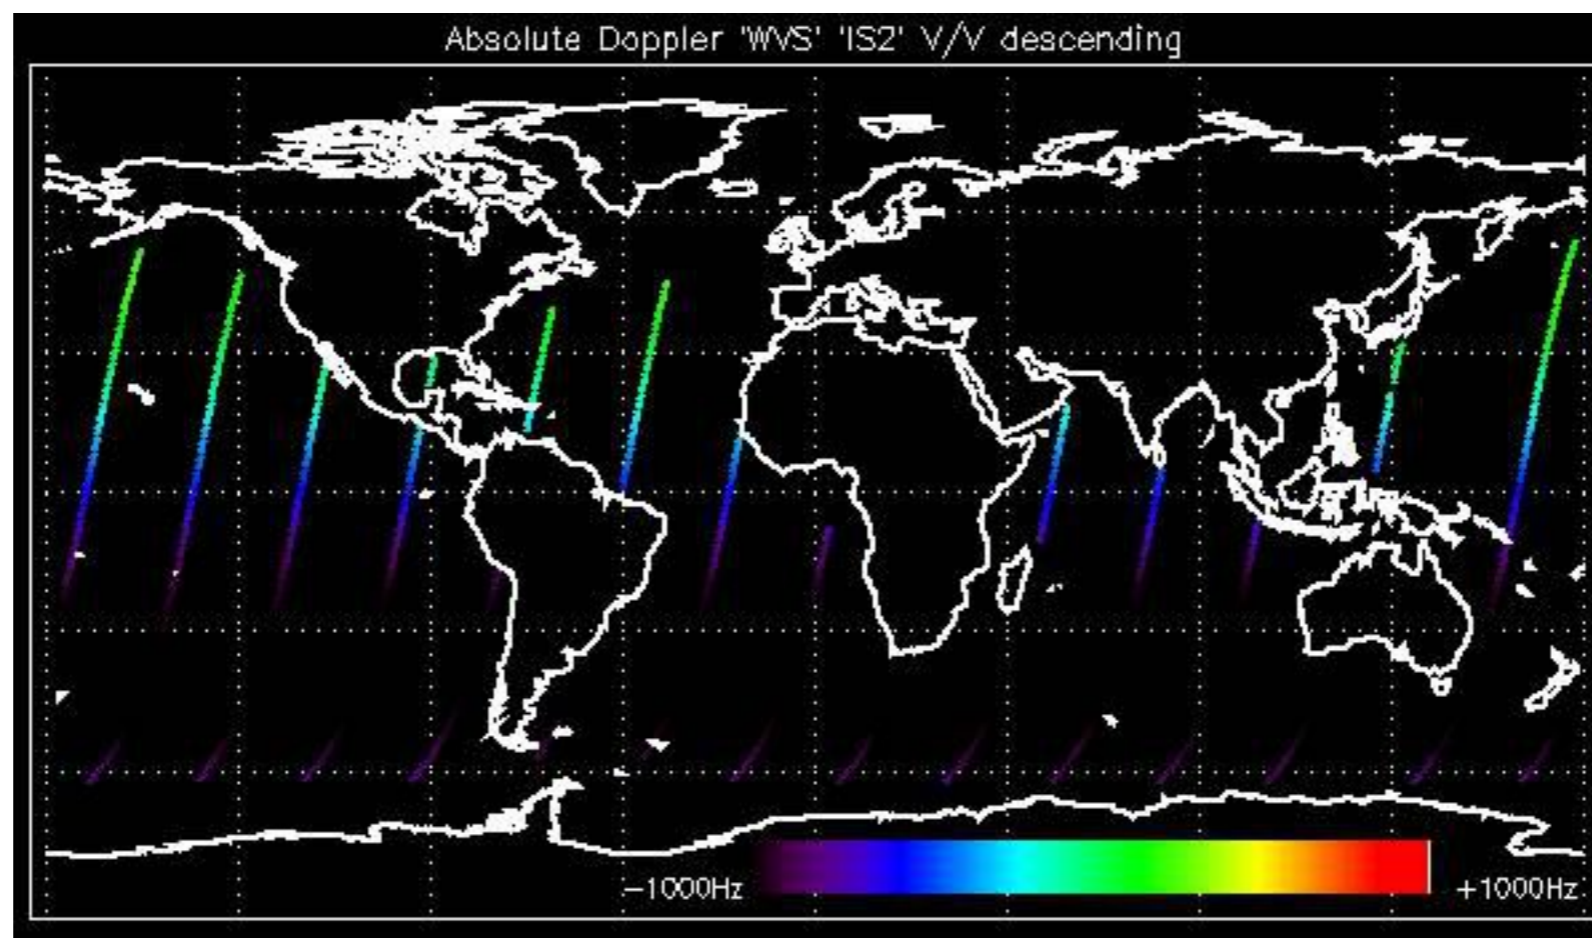 Absolute Doppler 'WVS' 'IS2' V/V descending
−1000Hz
+1000Hz